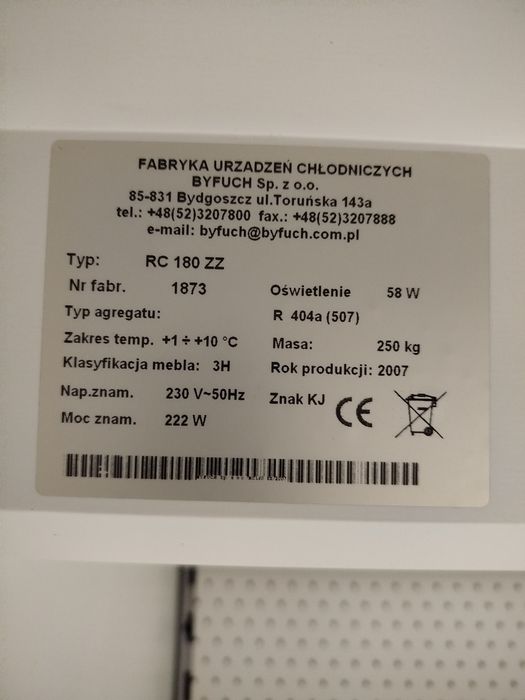 FABRYKA URZADZEŃ CHŁODNICZYCH
BYFUCH Sp. z o.o.
85-831 Bydgoszcz ul.Toruńska 143a
tel.: +48(52)3207800 fax.: +48(52)3207888
e-mail: byfuch@byfuch.com.pl
Typ: RC 180 ZZ
Nr fabr. 1873 Oświetlenie 58 W
Typ agregatu: R 404a (507)
Zakres temp. +1 ÷ +10 °C Masa: 250 kg
Klasyfikacja mebla: 3H Rok produkcji: 2007
Nap.znam. 230 V~50Hz Znak KJ CE
Moc znam. 222 W